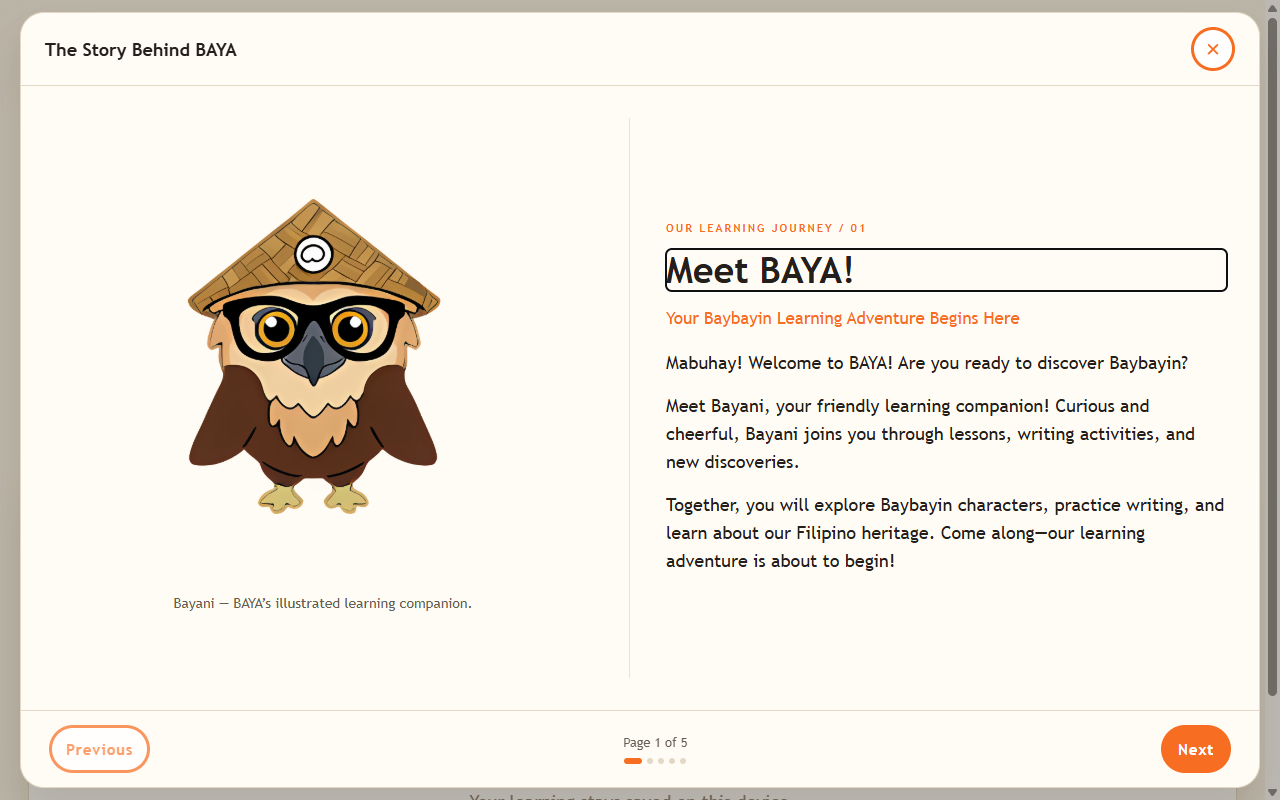 The Story Behind BAYA
OUR LEARNING JOURNEY / 01
Meet BAYA!
Your Baybayin Learning Adventure Begins Here
Mabuhay! Welcome to BAYA! Are you ready to discover Baybayin?
Meet Bayani, your friendly learning companion! Curious and
cheerful, Bayani joins you through lessons, writing activities, and
new discoveries.
Together, you will explore Baybayin characters, practice writing, and
learn about our Filipino heritage. Come along—our learning
adventure is about to begin!
Bayani — BAYA’s illustrated learning companion.
Previous
Page 1 of 5
Next